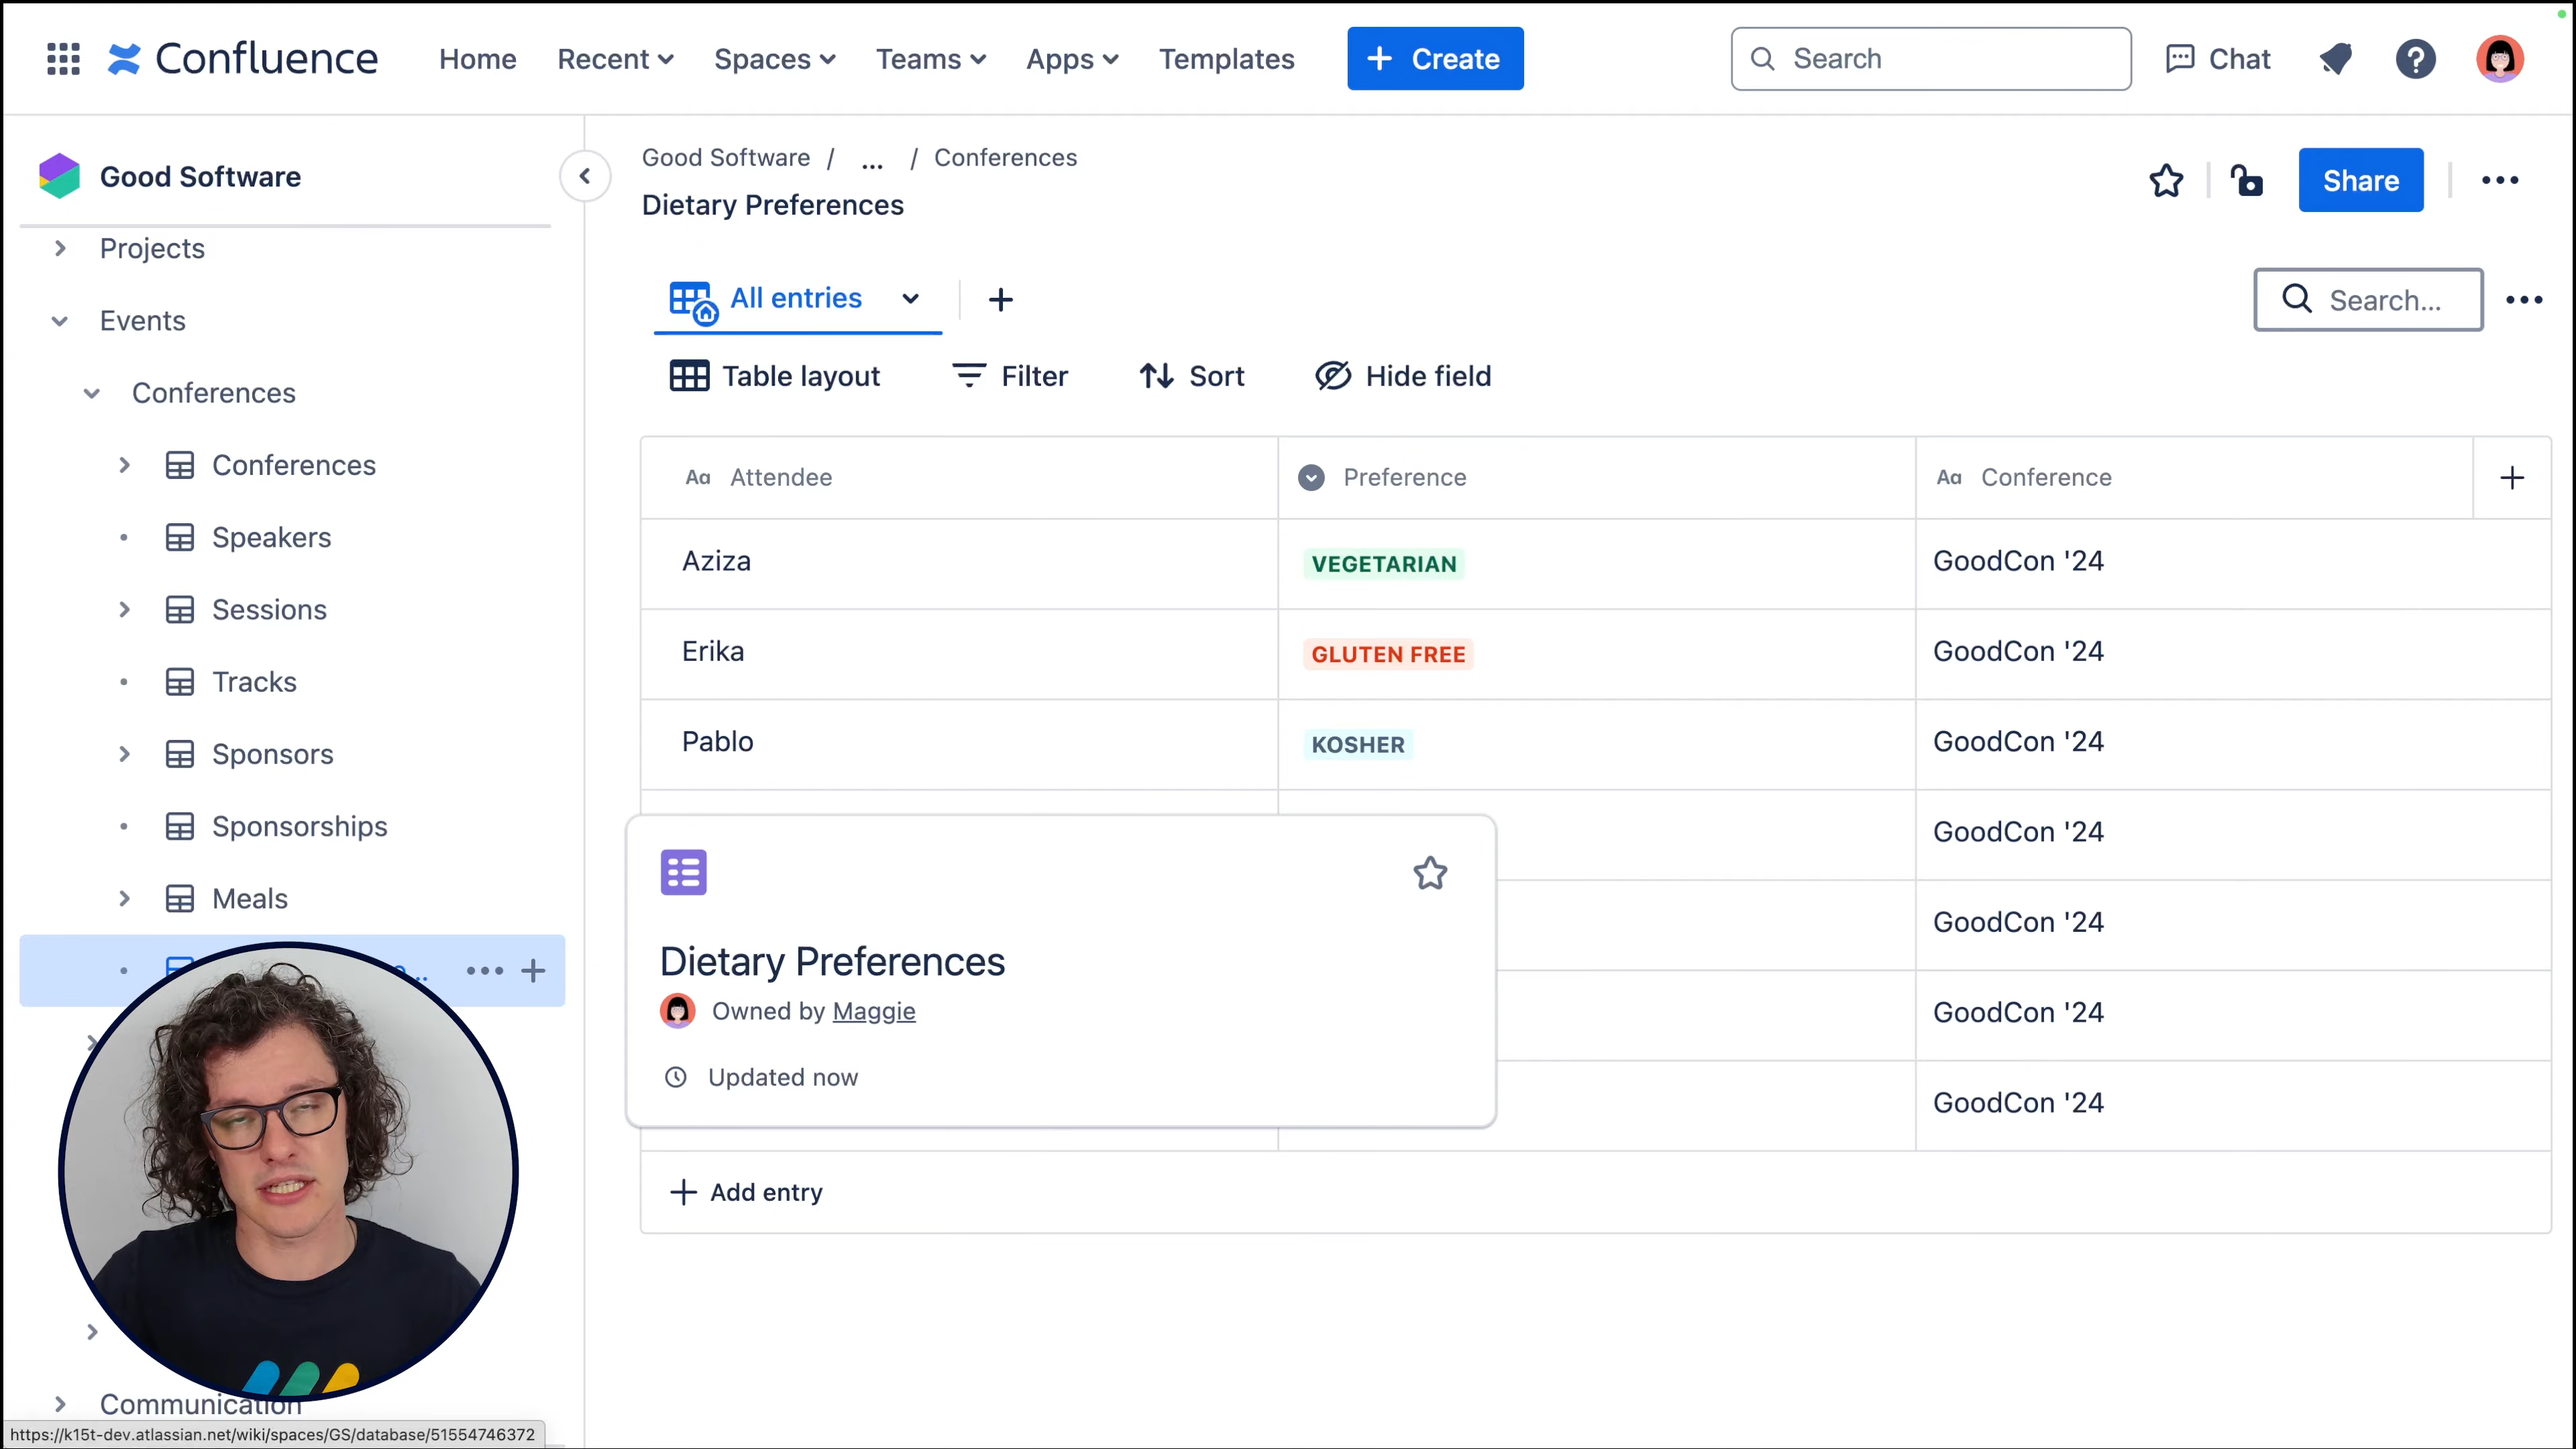 Confluence
Home
Recent
Spaces
Teams
Apps
Templates
+ Create
Search
Chat
Good Software
Projects
Events
Conferences
Conferences
Speakers
Sessions
Tracks
Sponsors
Sponsorships
Meals
Communication
https://k15t-dev.atlassian.net/wiki/spaces/GS/database/51554746372
Good Software / ... / Conferences
Dietary Preferences
Share
All entries
Search...
Table layout
Filter
Sort
Hide field
Aa Attendee
Preference
Aa Conference
Aziza
VEGETARIAN
GoodCon '24
Erika
GLUTEN FREE
GoodCon '24
Pablo
KOSHER
GoodCon '24
GoodCon '24
GoodCon '24
GoodCon '24
GoodCon '24
Dietary Preferences
Owned by Maggie
Updated now
+ Add entry